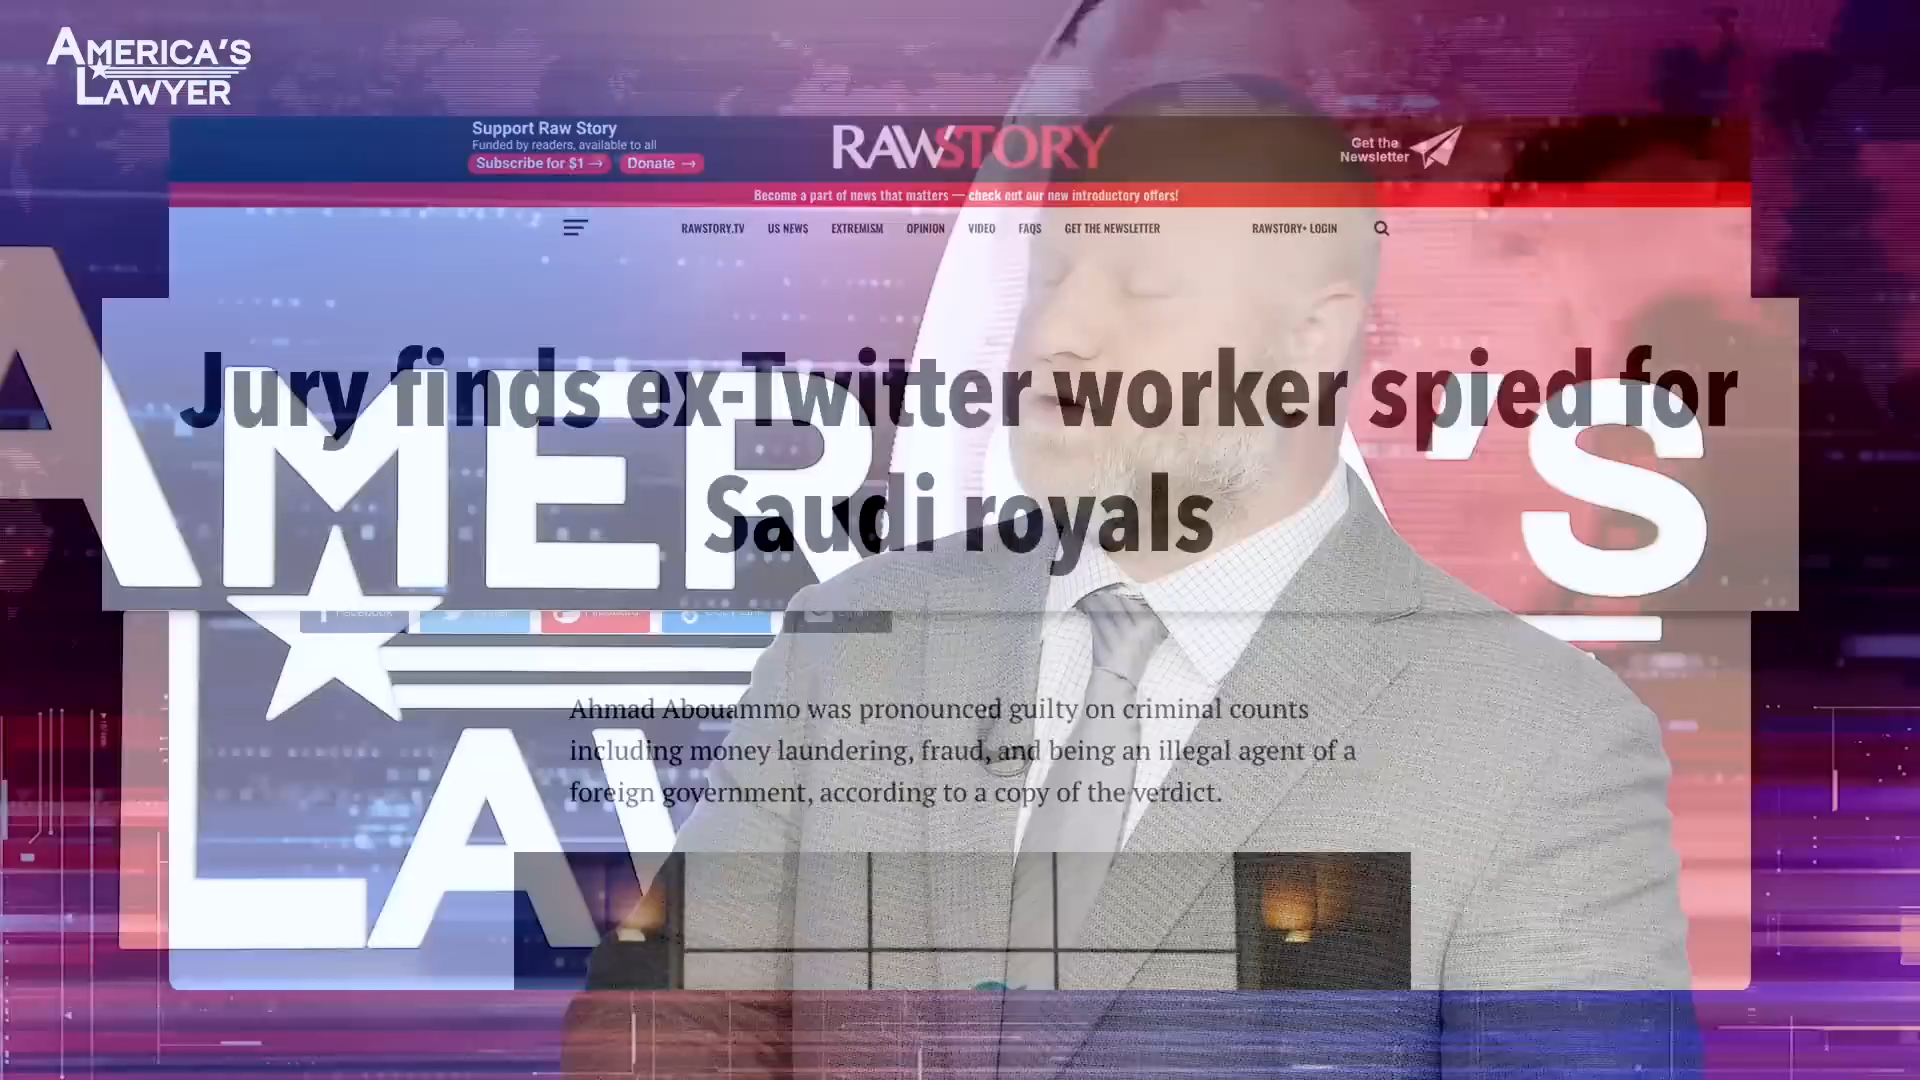 AMERICA'S
LAWYER
Support Raw Story
Funded by readers, available to all
Subscribe for $1 →
Donate →
RAWSTORY
Get the
Newsletter
Become a part of news that matters — check out our new introductory offers!
RAWSTORY.TV US NEWS EXTREMISM OPINION VIDEO FAQS GET THE NEWSLETTER RAWSTORY+ LOGIN
Jury finds ex-Twitter worker spied for
Saudi royals
Ahmad Abouammo was pronounced guilty on criminal counts
including money laundering, fraud, and being an illegal agent of a
foreign government, according to a copy of the verdict.